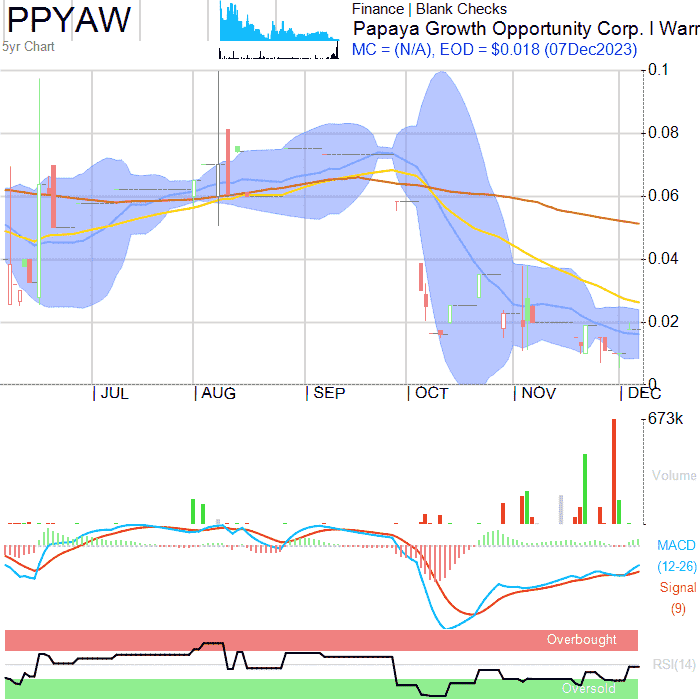 PPYAW
5yr Chart
Finance | Blank Checks
Papaya Growth Opportunity Corp. I Warr
MC = (N/A), EOD = $0.018 (07Dec2023)
0.1
0.08
0.06
0.04
0.02
0
JUL AUG SEP OCT NOV DEC
673k
Volume
MACD
(12-26)
Signal
(9)
Overbought
RSI(14)
Oversold